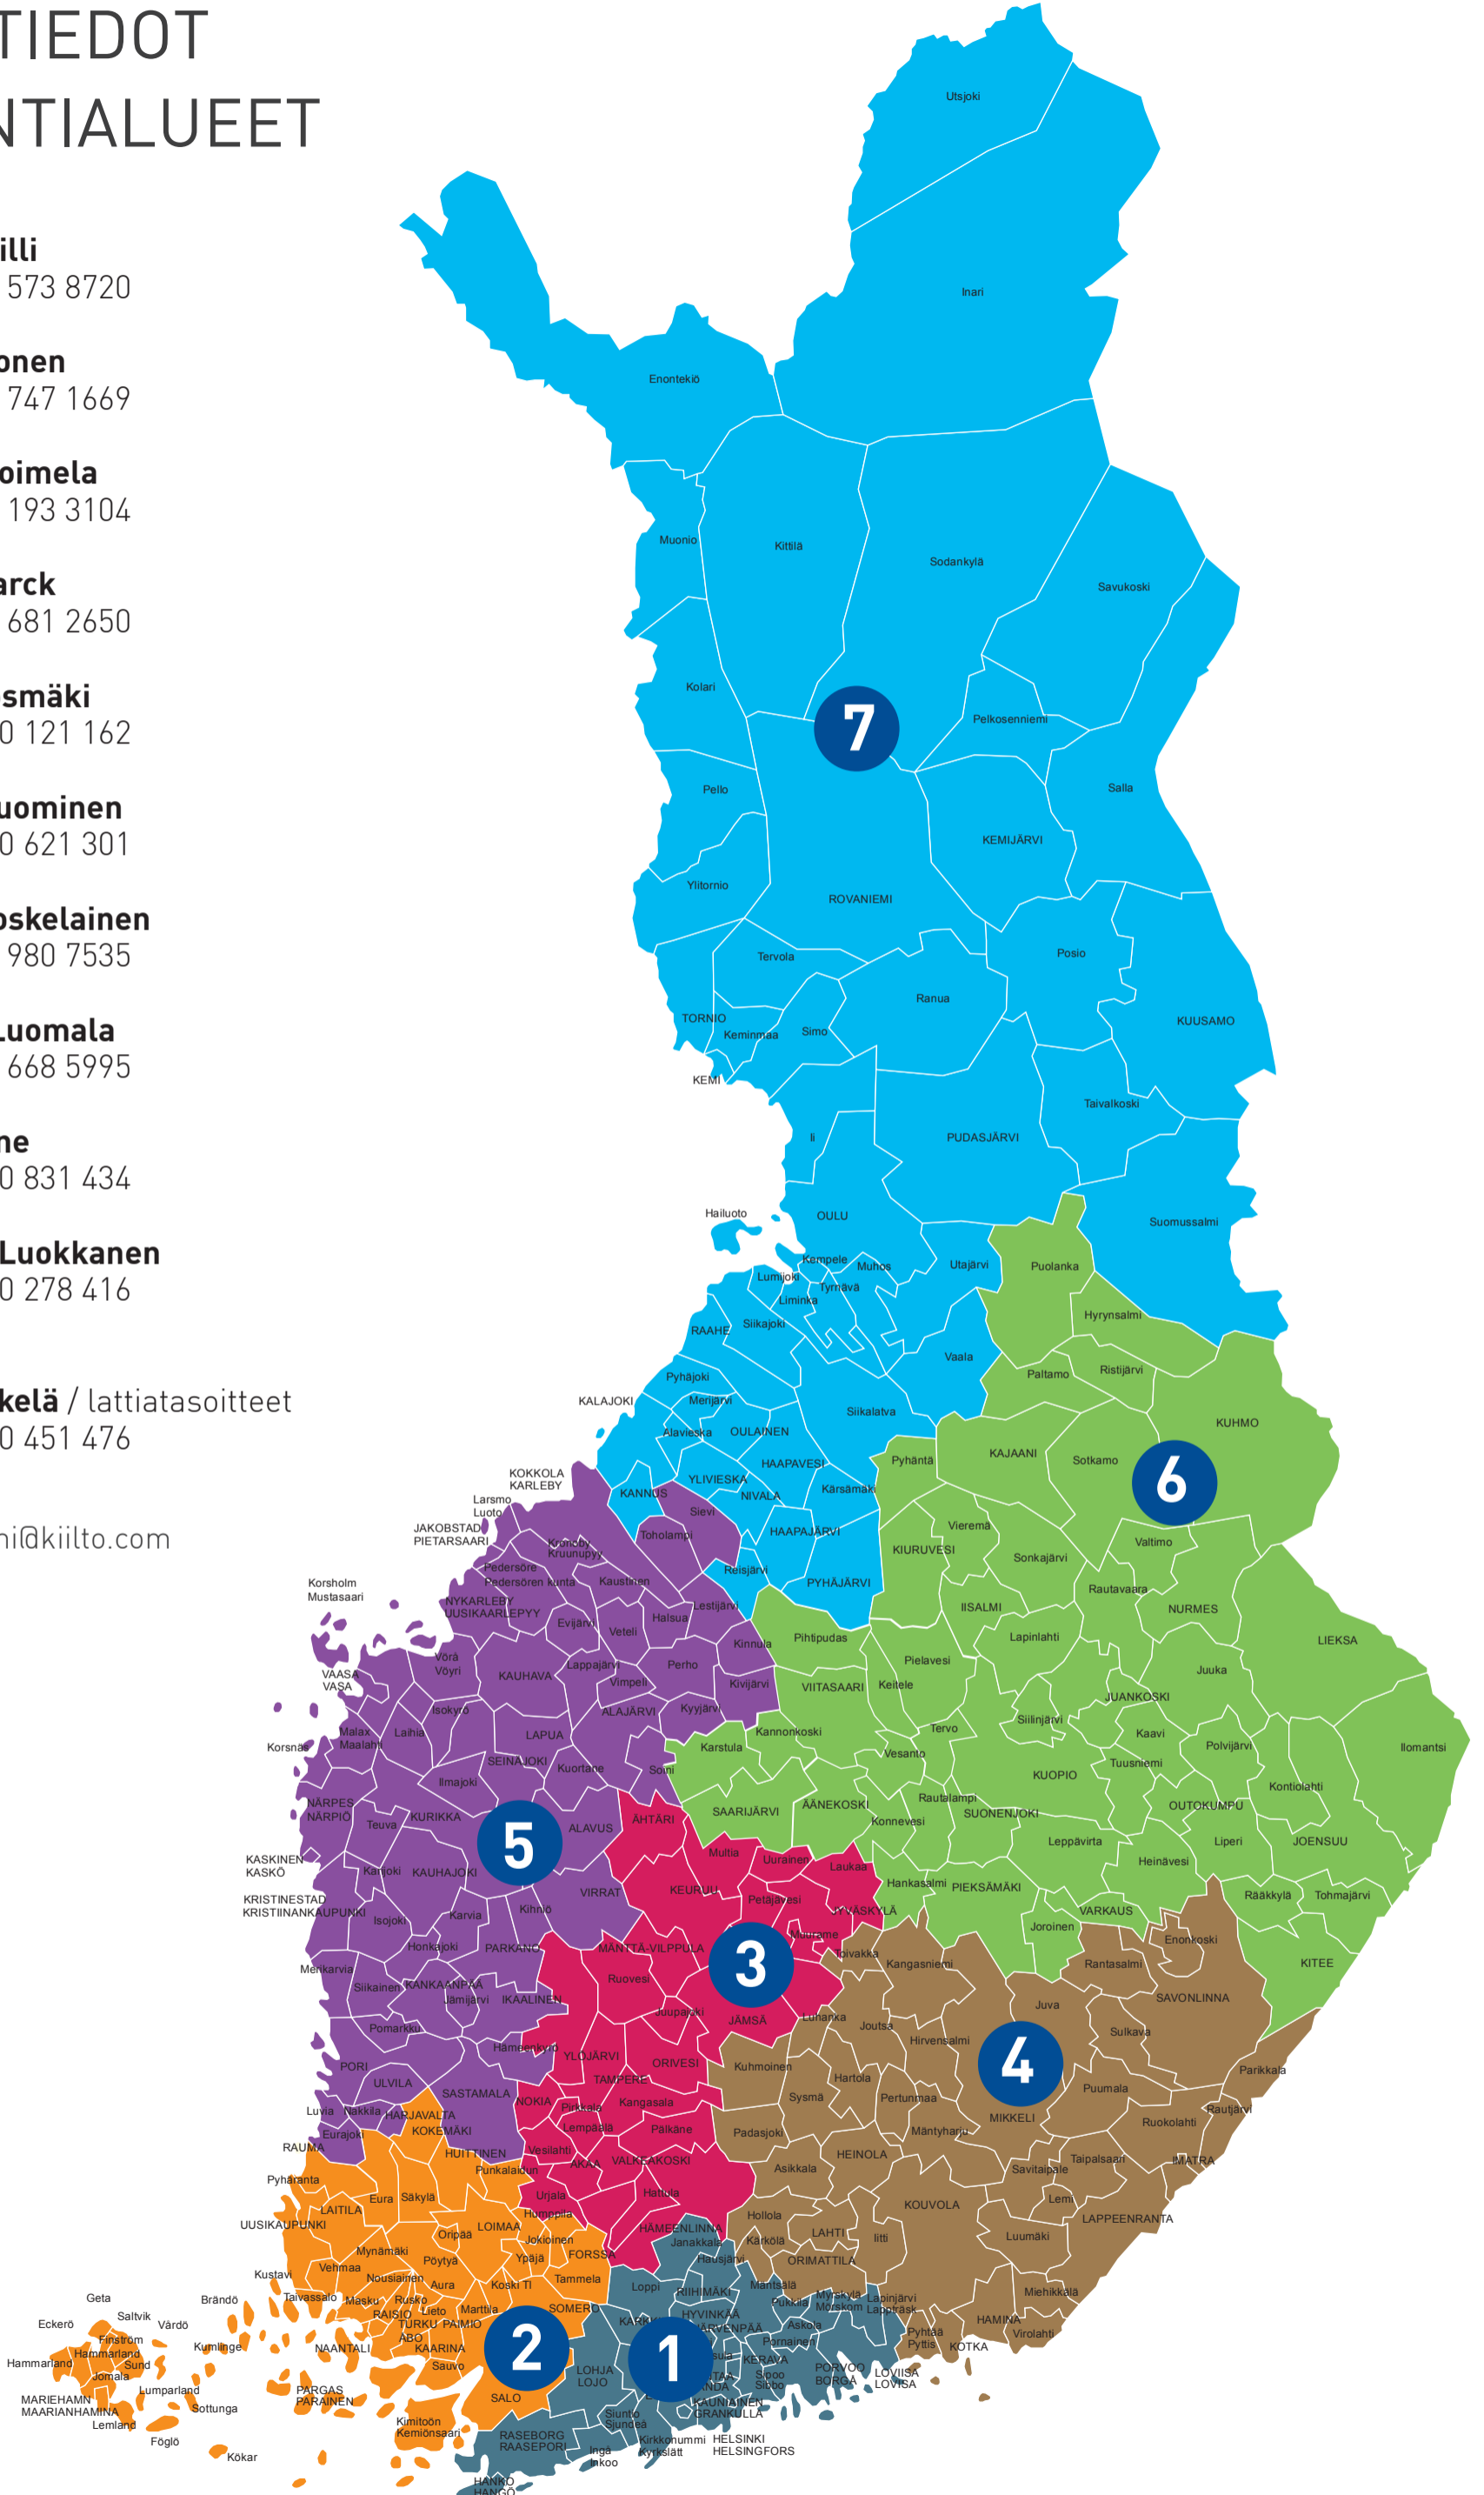 TIEDOT
NTIALUEET
illi
573 8720
onen
747 1669
oimela
193 3104
arck
681 2650
smäki
0 121 162
uominen
0 621 301
oskelainen
980 7535
Luomala
668 5995
ne
0 831 434
Luokkanen
0 278 416
kelä / lattiatasoitteet
0 451 476
ni@kiilto.com
Utsjoki
Inari
Enontekiö
Muonio
Kittilä
Sodankylä
Savukoski
Kolari
Pelkosenniemi
7
Pello
Salla
KEMIJÄRVI
Ylitornio
ROVANIEMI
Tervola
Posio
Ranua
TORNIO
Keminmaa
Simo
KUUSAMO
KEMI
Taivalkoski
Ii
PUDASJÄRVI
Hailuoto
OULU
Suomussalmi
Kempele
Muhos
Utajärvi
Puolanka
Lumijoki
Tyrnävä
Liminka
Hyrynsalmi
RAAHE
Siikajoki
Vaala
Pyhäjoki
Paltamo
Ristijärvi
KALAJOKI
Merijärvi
Siikalatva
KUHMO
Alavieska
OULAINEN
KAJAANI
Sotkamo
Pyhäntä
HAAPAVESI
6
KOKKOLA
KARLEBY
YLIVIESKA
NIVALA
Kärsämäki
KANNUS
Larsmo
Luoto
Sievi
Toholampi
HAAPAJÄRVI
Vieremä
KIURUVESI
Sonkajärvi
Valtimo
JAKOBSTAD
PIETARSAARI
Kronoby
Kruunupyy
Pedersöre
Pedersören kunta
Kaustinen
Reisjärvi
PYHÄJÄRVI
Rautavaara
Korsholm
Mustasaari
NYKARLEBY
UUSIKAARLEPYY
Evijärvi
Veteli
Halsua
Lestijärvi
IISALMI
NURMES
Pihtipudas
Lapinlahti
LIEKSA
Kinnula
Vörå
Vöyri
KAUHAVA
Lappajärvi
Vimpeli
Perho
Kivijärvi
VIITASAARI
Keitele
Pielavesi
Juuka
VAASA
VASA
ALAJÄRVI
Kyyjärvi
JUANKOSKI
Isokyrö
Siilinjärvi
Malax
Maalahti
Laihia
LAPUA
Kannonkoski
Tervo
Kaavi
Polvijärvi
Ilomantsi
Korsnäs
Karstula
Vesanto
SEINÄJOKI
Kuortane
Soini
Tuusniemi
KUOPIO
Ilmajoki
Kontiolahti
NÄRPES
NÄRPIÖ
Teuva
KURIKKA
ALAVUS
ÄHTÄRI
SAARIJÄRVI
ÄÄNEKOSKI
Konnevesi
Rautalampi
SUONENJOKI
OUTOKUMPU
5
Leppävirta
Liperi
JOENSUU
Multia
Uurainen
Laukaa
Heinävesi
KASKINEN
KASKÖ
Karijoki
KAUHAJOKI
VIRRAT
KEURUU
Petäjävesi
Hankasalmi
PIEKSÄMÄKI
Rääkkylä
Tohmajärvi
KRISTINESTAD
KRISTIINANKAUPUNKI
Isojoki
Karvia
Kihniö
JYVÄSKYLÄ
VARKAUS
Joroinen
Muurame
Enonkoski
Honkajoki
PARKANO
MÄNTTÄ-VILPPULA
3
Toivakka
Kangasniemi
Rantasalmi
KITEE
Merikarvia
Ruovesi
Siikainen
KANKAANPÄÄ
Jämijärvi
IKAALINEN
SAVONLINNA
Juva
Juupajoki
JÄMSÄ
Luhanka
Joutsa
Pomarkku
Hirvensalmi
Sulkava
Hämeenkyrö
YLÖJÄRVI
ORIVESI
PORI
Kuhmoinen
4
Parikkala
ULVILA
SASTAMALA
TAMPERE
Hartola
Sysmä
Pertunmaa
Puumala
Luvia
Nakkila
HARJAVALTA
NOKIA
Pirkkala
Kangasala
MIKKELI
Rautjärvi
Ruokolahti
Eurajoki
KOKEMÄKI
Lempäälä
Pälkäne
Padasjoki
Mäntyharju
RAUMA
HUITTINEN
Vesilahti
HEINOLA
Taipalsaari
IMATRA
Pyhäranta
Punkalaidun
AKAA
VALKEAKOSKI
Asikkala
Savitaipale
Eura
Säkylä
Urjala
Hattula
Lemi
KOUVOLA
LAITILA
Humppila
Hollola
LAPPEENRANTA
UUSIKAUPUNKI
LOIMAA
HÄMEENLINNA
LAHTI
Iitti
Luumäki
Oripää
Jokioinen
Janakkala
Kärkölä
Mynämäki
Ypäjä
FORSSA
Hausjärvi
ORIMATTILA
Vehmaa
Pöytyä
Kustavi
Nousiainen
Aura
Koski Tl
Tammela
Loppi
RIIHIMÄKI
Mäntsälä
Miehikkälä
Geta
Brändö
Taivassalo
Masku
Rusko
Lieto
Marttila
SOMERO
Pukkila
Myrskylä
Mörskom
Lapinjärvi
Lappträsk
Saltvik
RAISIO
HYVINKÄÄ
HAMINA
Eckerö
Vårdö
TURKU
ÅBO
PAIMIO
KARKK
ÄRVENPÄÄ
Askola
Pyhtää
Pyttis
Virolahti
Finström
Kumlinge
NAANTALI
KAARINA
2
1
Pornainen
KOTKA
Hammarland
Hammarland
Sund
Sauvo
LOHJA
LOJO
sula
KERAVA
PORVOO
BORGÅ
LOVIISA
LOVISA
Jomala
Lumparland
PARGAS
PARAINEN
SALO
TAA
NDA
Sipoo
Sibbo
MARIEHAMN
MAARIANHAMINA
Sottunga
Kimitoön
Kemiönsaari
Siuntio
Sjundeå
KAUNIAINEN
GRANKULLA
Lemland
RASEBORG
RAASEPORI
Kirkkonummi
Kyrkslätt
HELSINKI
HELSINGFORS
Föglö
Kökar
Ingå
Inkoo
HANKO
HANGÖ